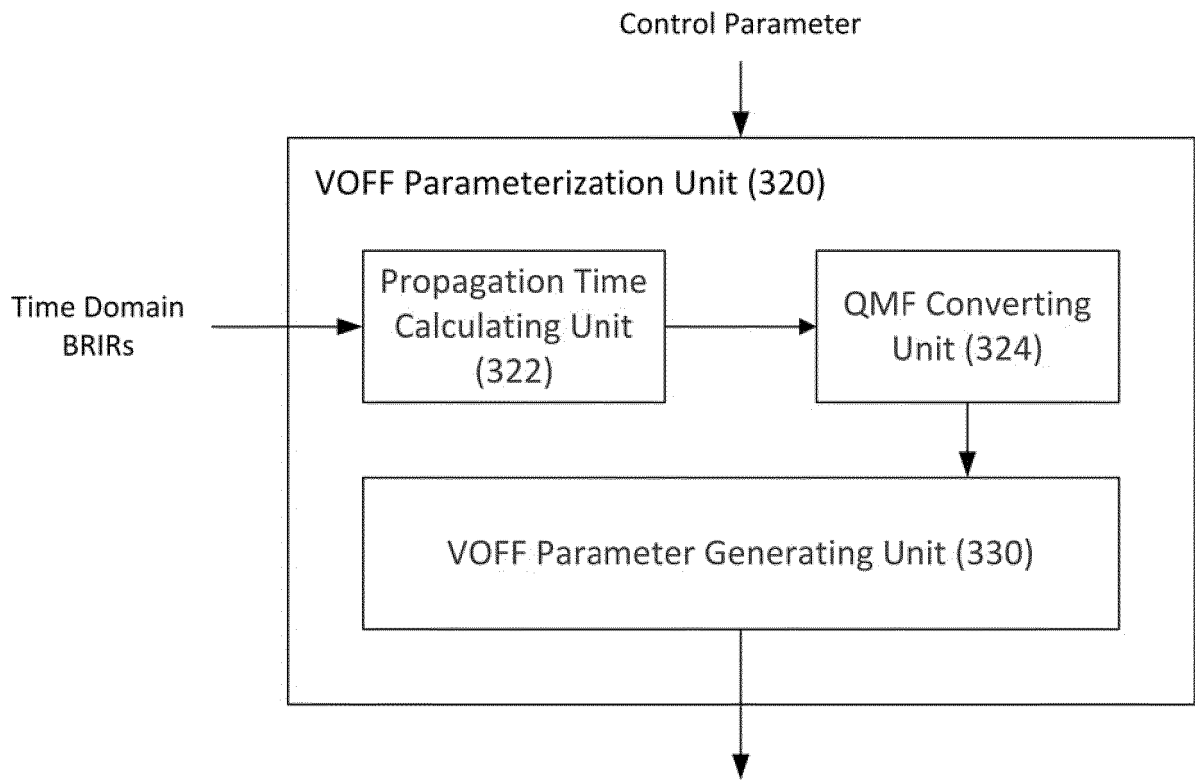 Control Parameter
VOFF Parameterization Unit (320)
Propagation Time
Calculating Unit
(322)
QMF Converting
Unit (324)
Time Domain
BRIRs
VOFF Parameter Generating Unit (330)